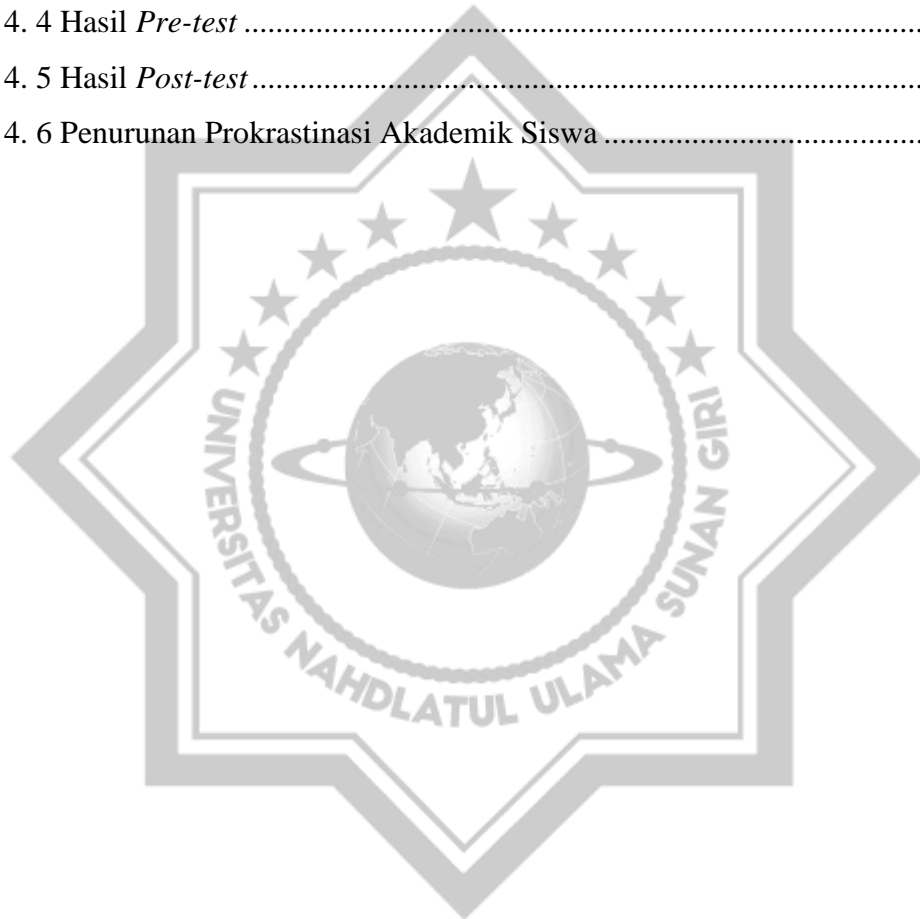 4. 4 Hasil Pre-test ....................................................................................
4. 5 Hasil Post-test...................................................................................
4. 6 Penurunan Prokrastinasi Akademik Siswa .......................................
UNIVERSITAS NAHDLATUL ULAMA SUNAN GIRI